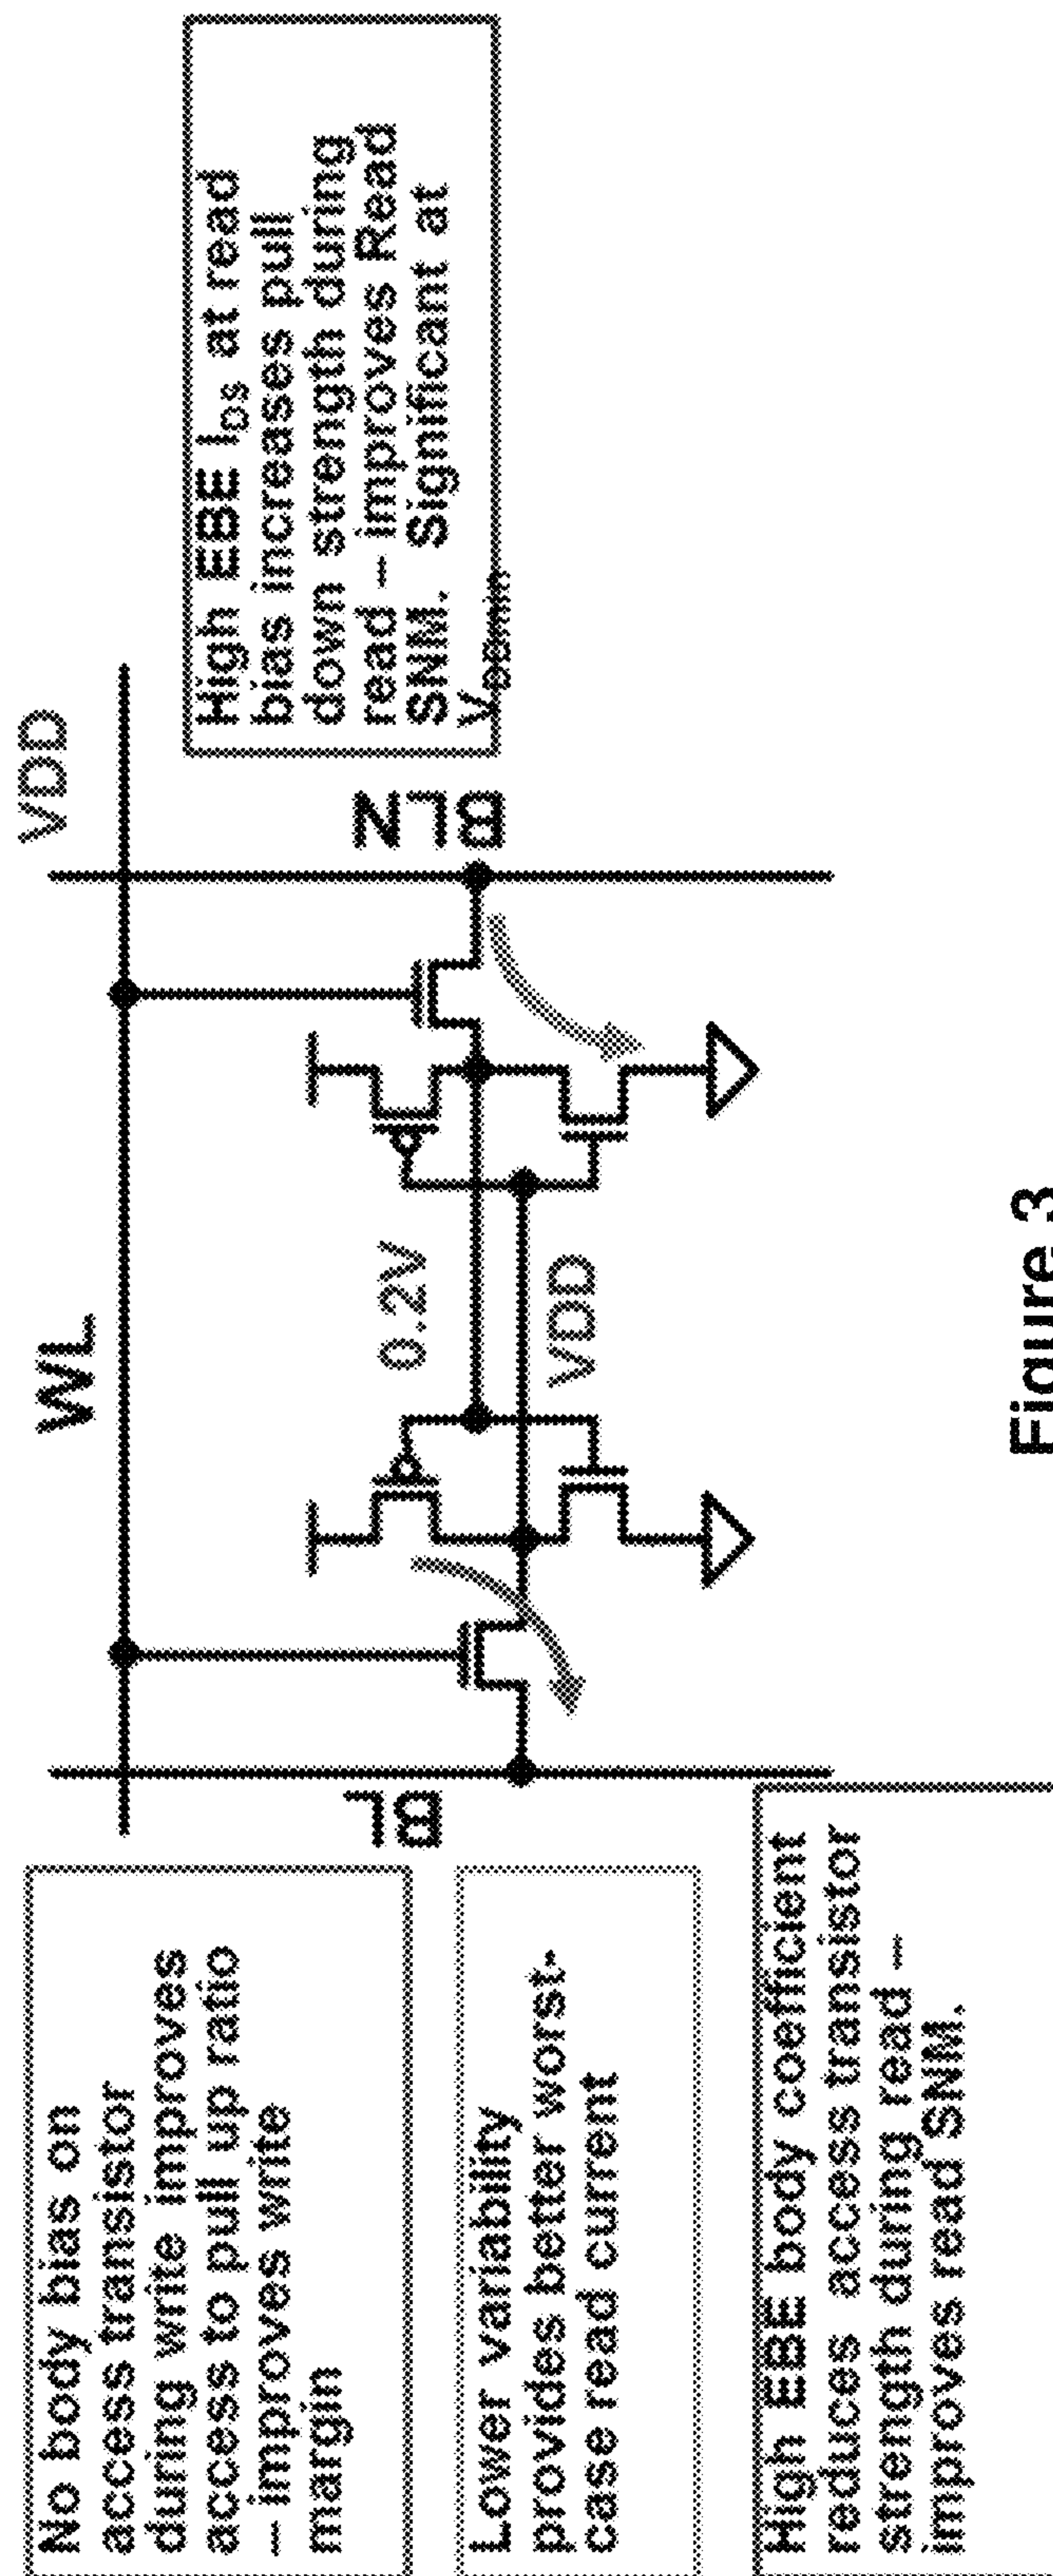 No body bias on
access transistor
during write improves
access to pull up ratio
– improves write
margin
Lower variability
provides better worst-
case read current
High EBE body coefficient
reduces access transistor
strength during read –
improves read SNM.
WL
VDD
BL
BLN
0.2V
VDD
High EBE IDS at read
bias increases pull
down strength during
read – improves Read
SNM. Significant at
VDDmin
Figure 3